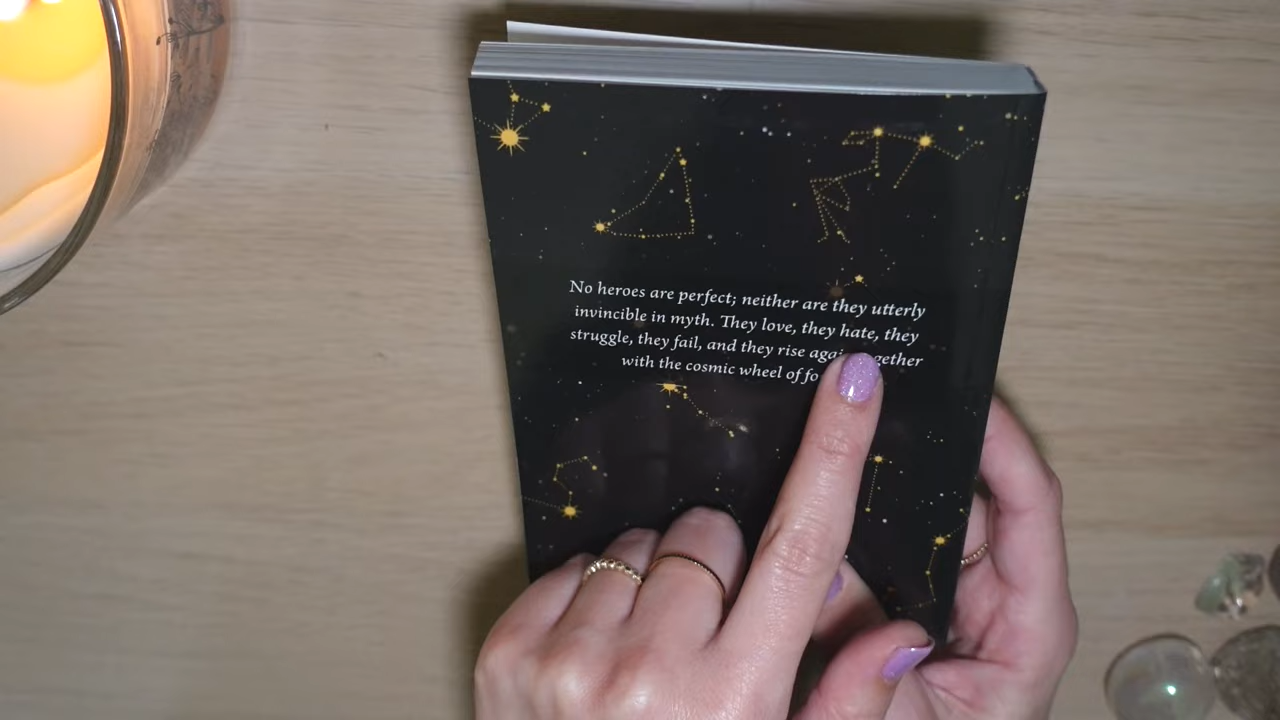 No heroes are perfect; neither are they utterly
invincible in myth. They love, they hate, they
struggle, they fail, and they rise
with the cosmic wheel of